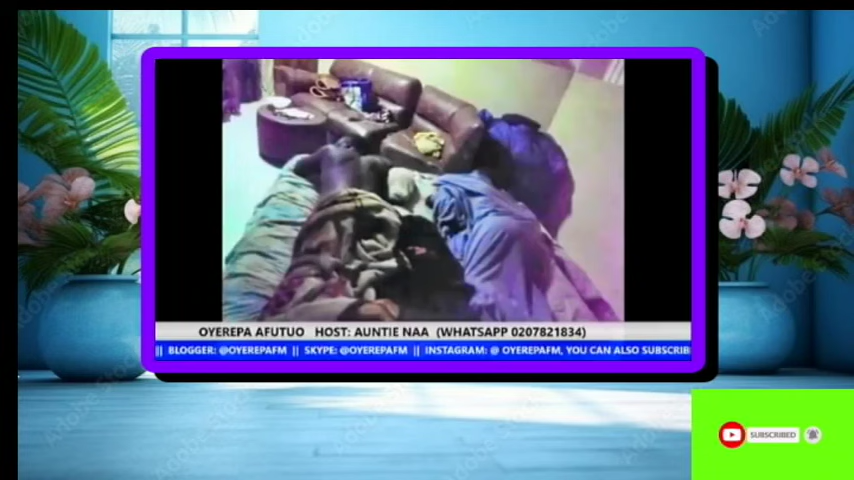 OYEREPA AFUTUO HOST: AUNTIE NAA (WHATSAPP 0207821834)
|| BLOGGER: @OYEREPAFM || SKYPE: @OYEREPAFM || INSTAGRAM: @ OYEREPAFM, YOU CAN ALSO SUBSCRIB
SUBSCRIBED